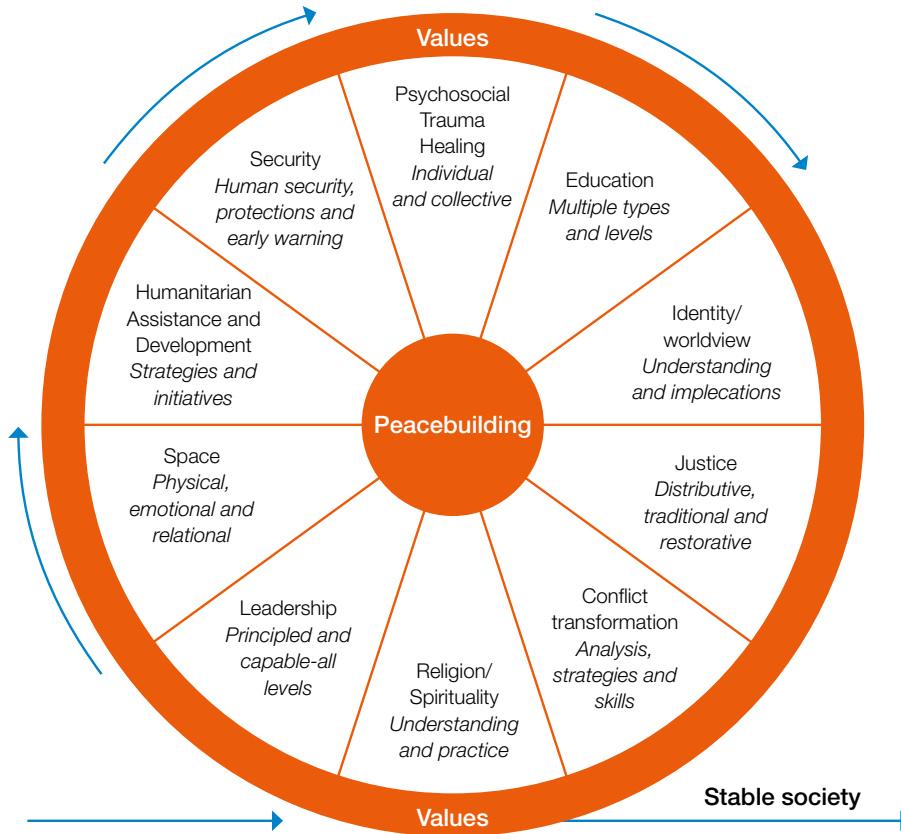 Values
Psychosocial
Trauma
Healing
Individual
and collective
Education
Multiple types
and levels
Identity/
worldview
Understanding
and implecations
Justice
Distributive,
traditional and
restorative
Conflict
transformation
Analysis,
strategies and
skills
Religion/
Spirituality
Understanding
and practice
Leadership
Principled and
capable-all
levels
Space
Physical,
emotional and
relational
Humanitarian
Assistance and
Development
Strategies and
initiatives
Security
Human security,
protections and
early warning
Peacebuilding
Values
Stable society